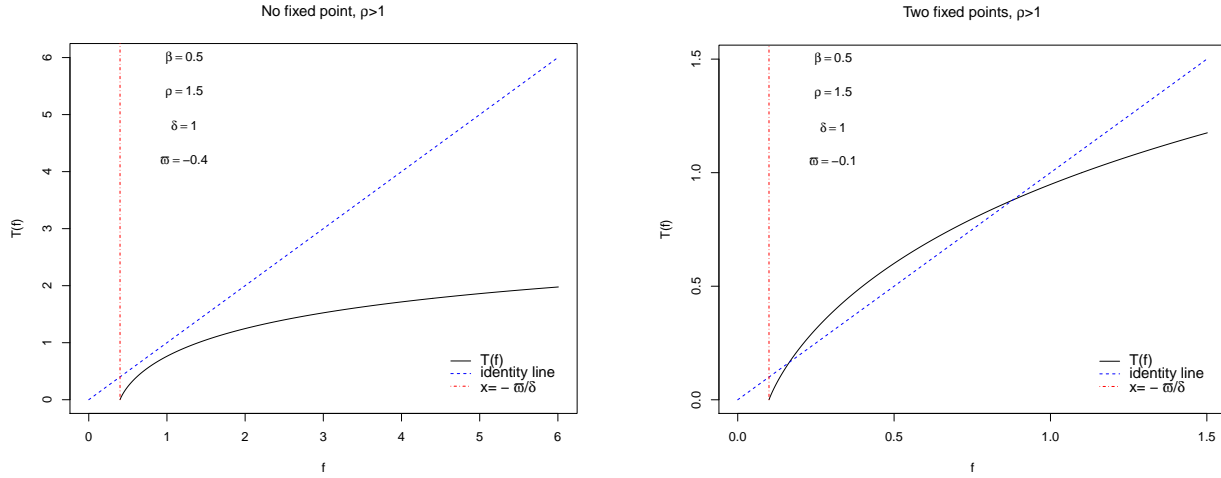 No fixed point, ρ>1
β = 0.5
ρ = 1.5
δ = 1
ϖ = −0.4
T(f)
0
1
2
3
4
5
6
0
1
2
3
4
5
6
f
T(f)
identity line
x= − ϖ/δ
Two fixed points, ρ>1
β = 0.5
ρ = 1.5
δ = 1
ϖ = −0.1
T(f)
0.0
0.5
1.0
1.5
0.0
0.5
1.0
1.5
f
T(f)
identity line
x= − ϖ/δ